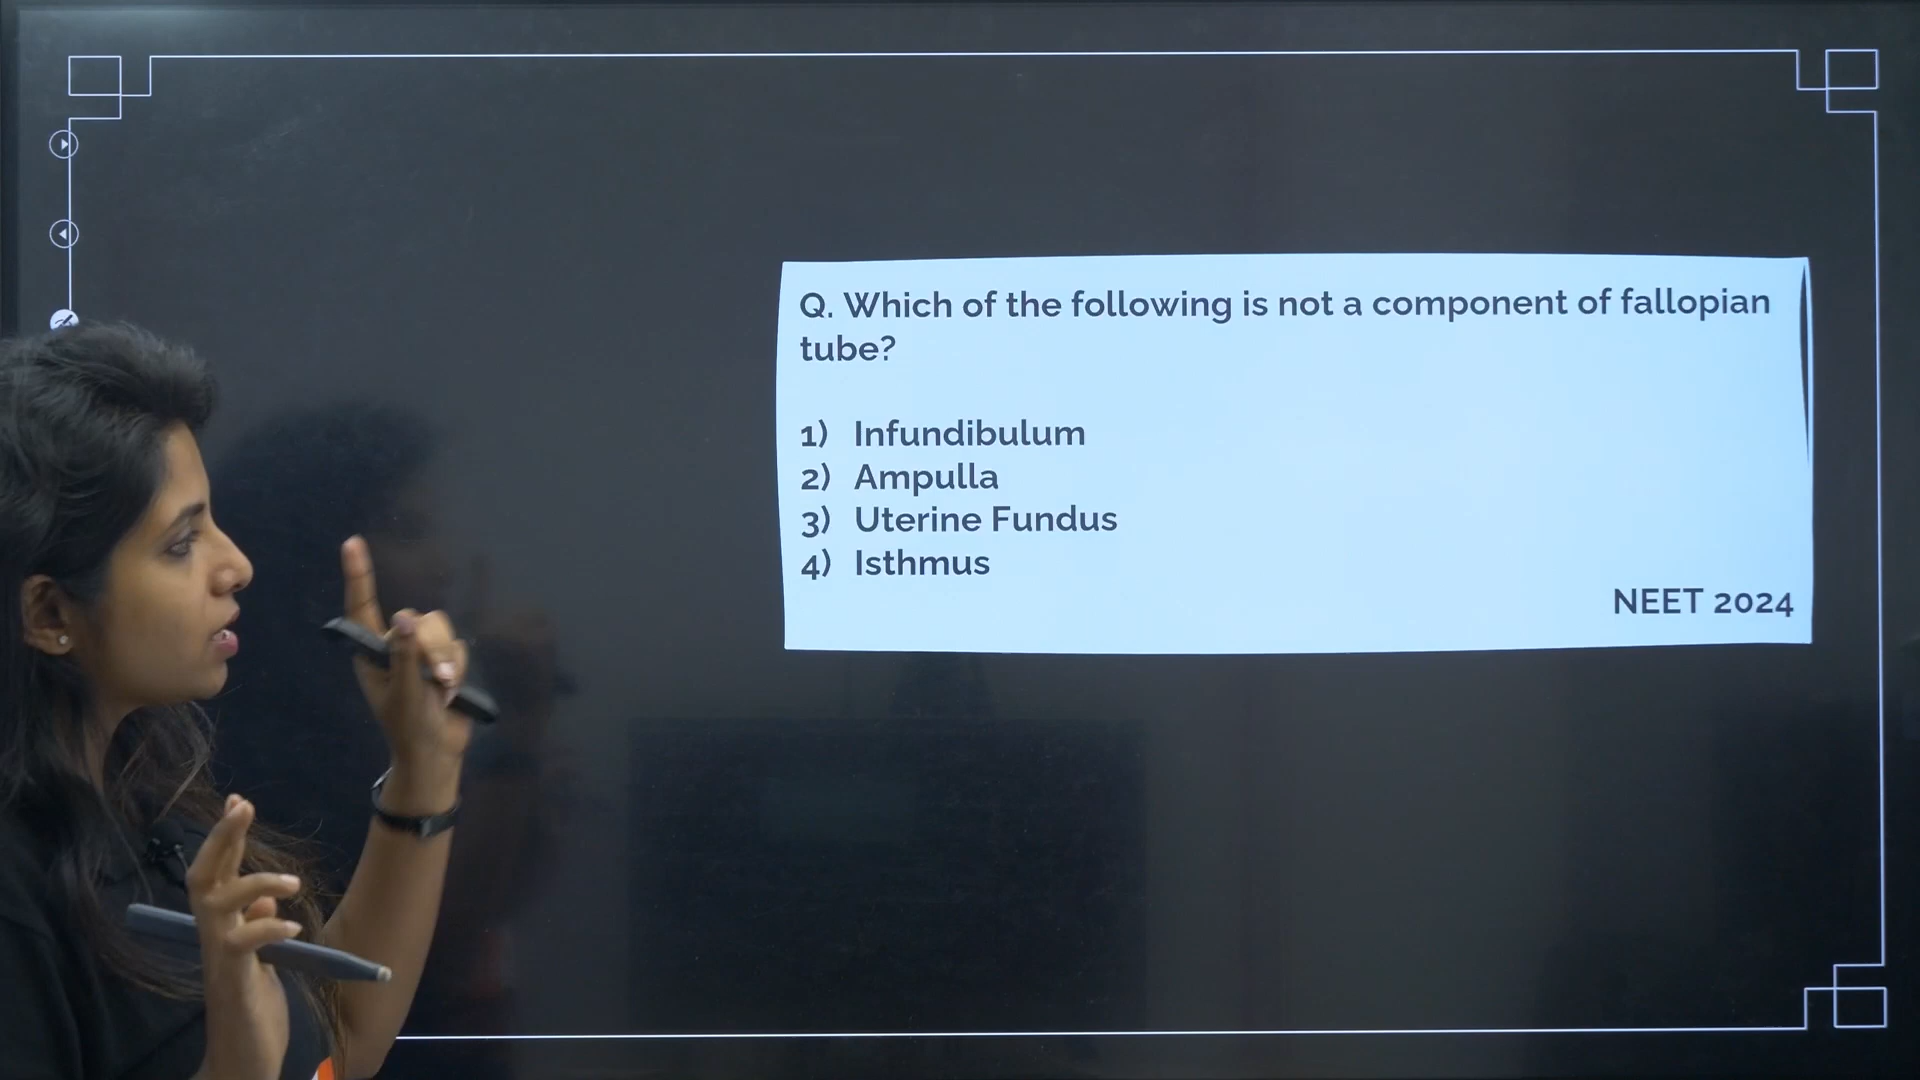 Q. Which of the following is not a component of fallopian
tube?
1) Infundibulum
2) Ampulla
3) Uterine Fundus
4) Isthmus
NEET 2024